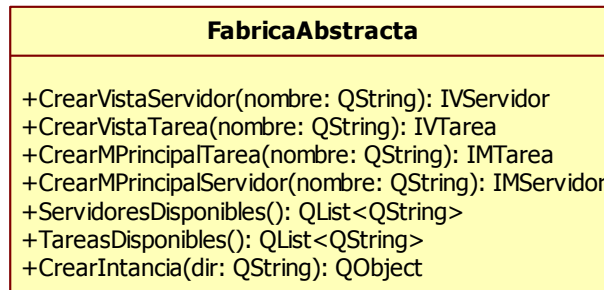 FabricaAbstracta
+CrearVistaServidor(nombre: QString): IVServidor
+CrearVistaTarea(nombre: QString): IVTarea
+CrearMPrincipalTarea(nombre: QString): IMTarea
+CrearMPrincipalServidor(nombre: QString): IMServidor
+ServidoresDisponibles(): QList<QString>
+TareasDisponibles(): QList<QString>
+CrearIntancia(dir: QString): QObject